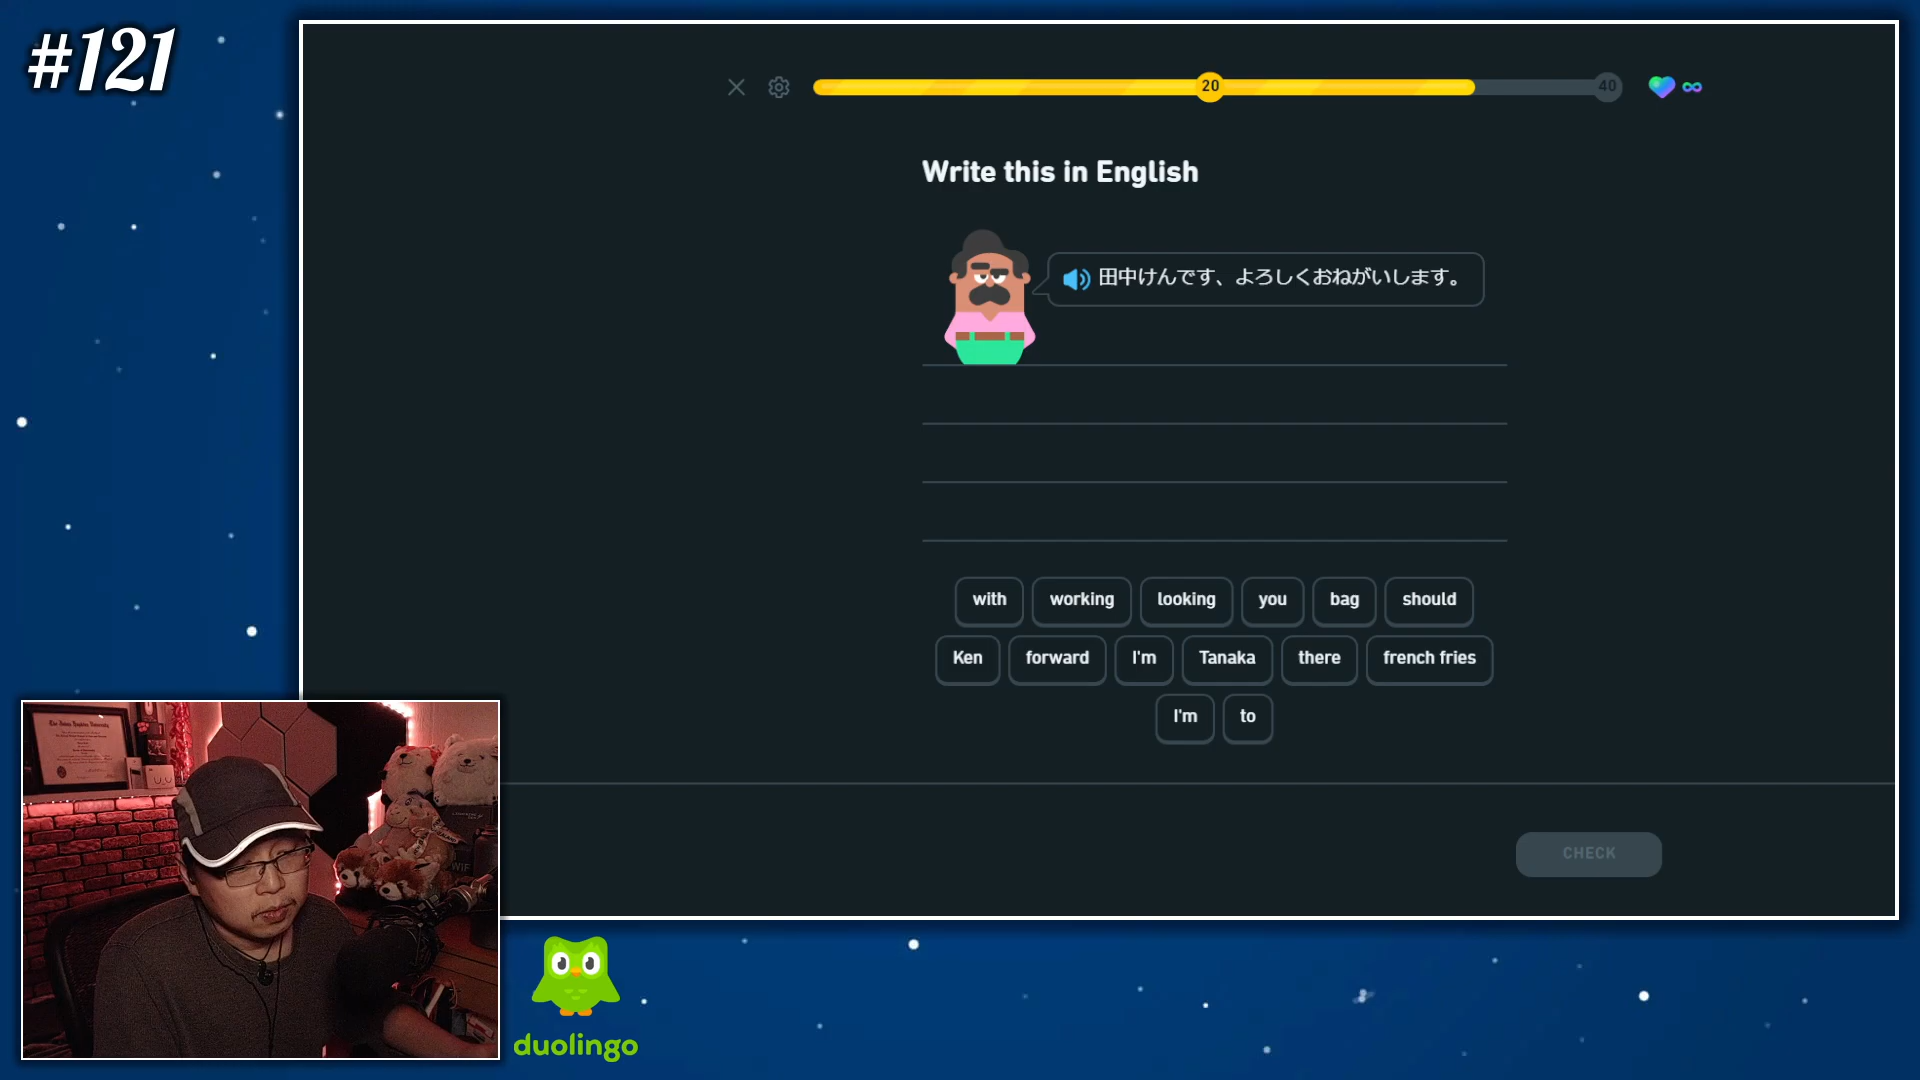 #121
20
40
Write this in English
田中けんです、よろしくおねがいします。
with working looking you bag should
Ken forward I'm Tanaka there french fries
I'm to
CHECK
duolingo